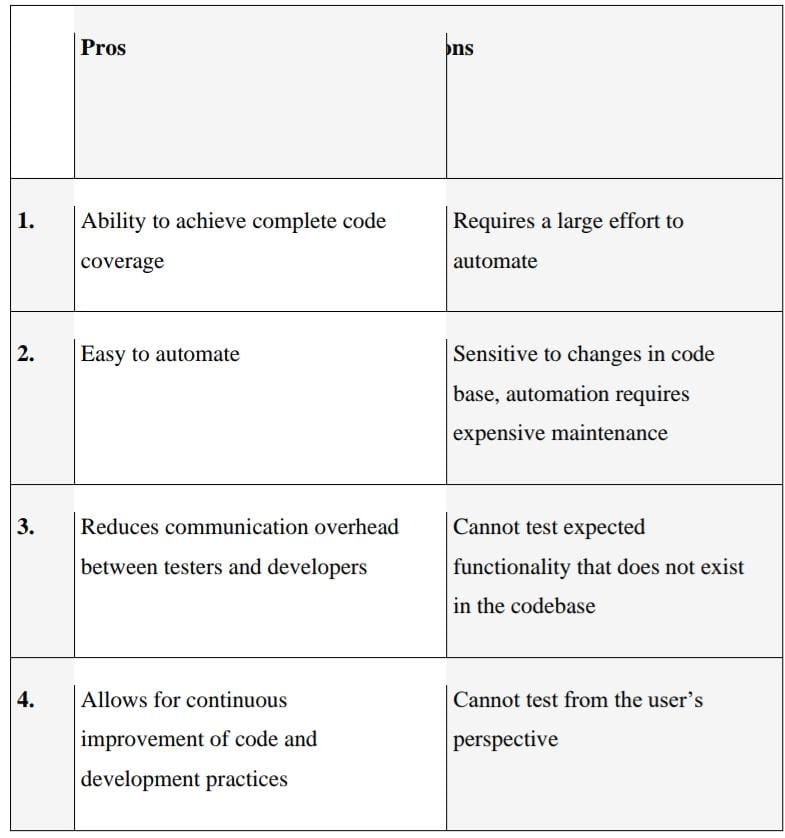 Pros
ons
1.
Ability to achieve complete code
coverage
Requires a large effort to
automate
2.
Easy to automate
Sensitive to changes in code
base, automation requires
expensive maintenance
3.
Reduces communication overhead
between testers and developers
Cannot test expected
functionality that does not exist
in the codebase
4.
Allows for continuous
improvement of code and
development practices
Cannot test from the user’s
perspective